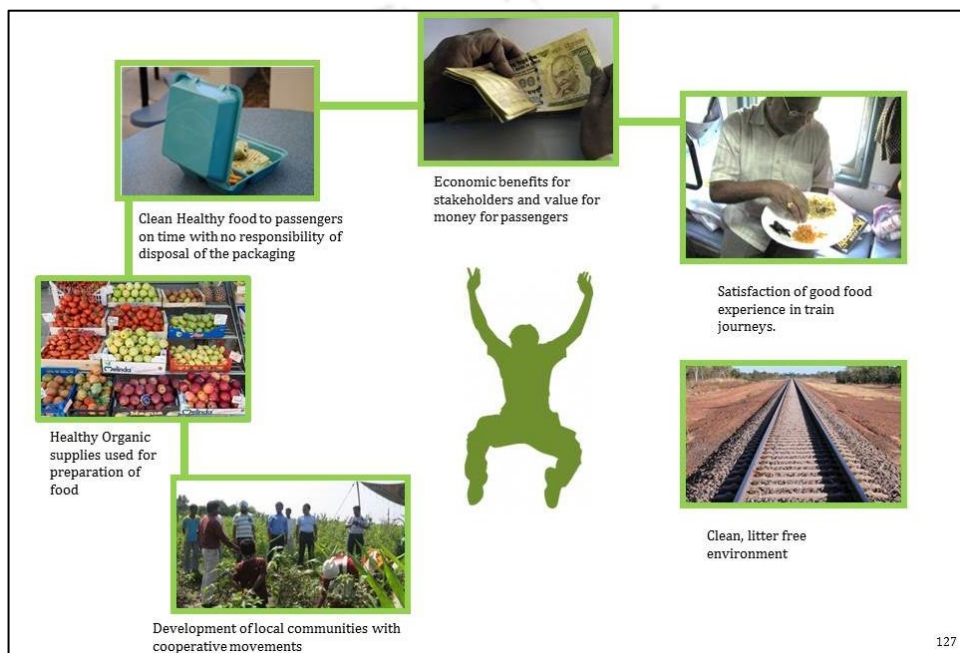 Economic benefits for
stakeholders and value for
money for passengers
Clean Healthy food to passengers
on time with no responsibility of
disposal of the packaging
Satisfaction of good food
experience in train
journeys.
Melinda
Melinda
Healthy Organic
supplies used for
preparation of
food
Clean, litter free
environment
Development of local communities with
cooperative movements
127